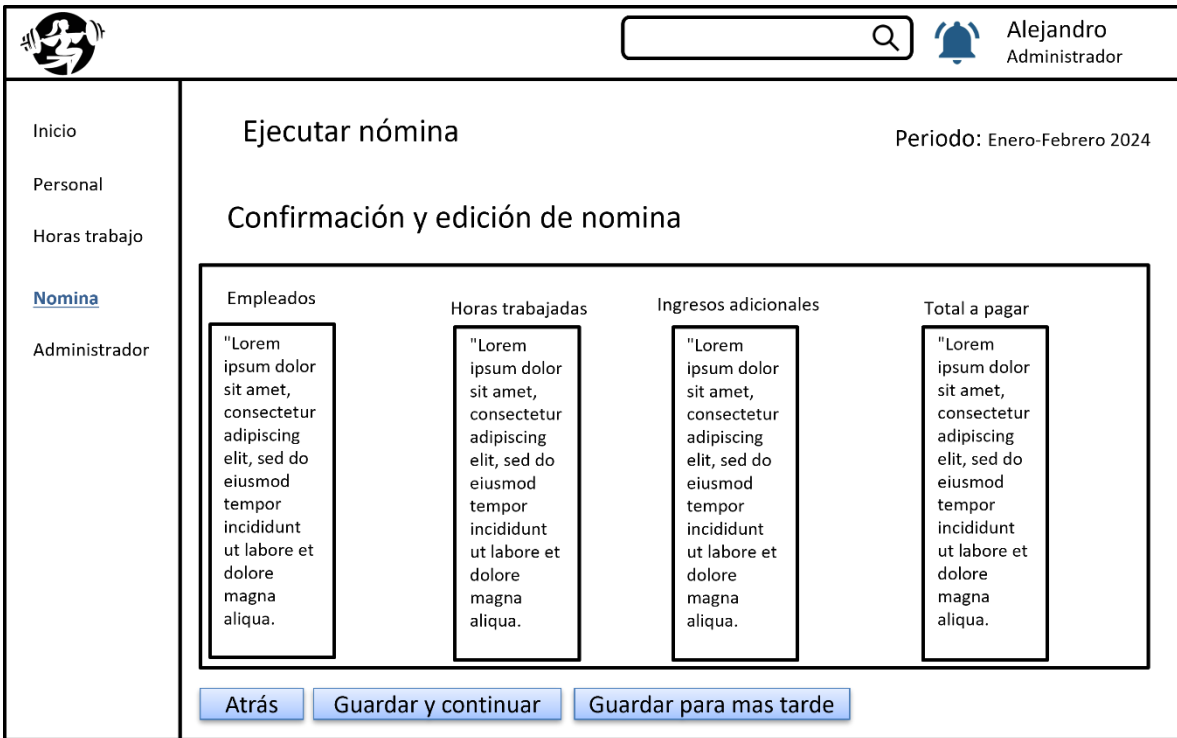 Alejandro
Administrador
Inicio
Personal
Horas trabajo
Nomina
Administrador
Ejecutar nómina
Periodo: Enero-Febrero 2024
Confirmación y edición de nomina
Empleados
"Lorem
ipsum dolor
sit amet,
consectetur
adipiscing
elit, sed do
eiusmod
tempor
incididunt
ut labore et
dolore
magna
aliqua.
Horas trabajadas
"Lorem
ipsum dolor
sit amet,
consectetur
adipiscing
elit, sed do
eiusmod
tempor
incididunt
ut labore et
dolore
magna
aliqua.
Ingresos adicionales
"Lorem
ipsum dolor
sit amet,
consectetur
adipiscing
elit, sed do
eiusmod
tempor
incididunt
ut labore et
dolore
magna
aliqua.
Total a pagar
"Lorem
ipsum dolor
sit amet,
consectetur
adipiscing
elit, sed do
eiusmod
tempor
incididunt
ut labore et
dolore
magna
aliqua.
Atrás
Guardar y continuar
Guardar para mas tarde